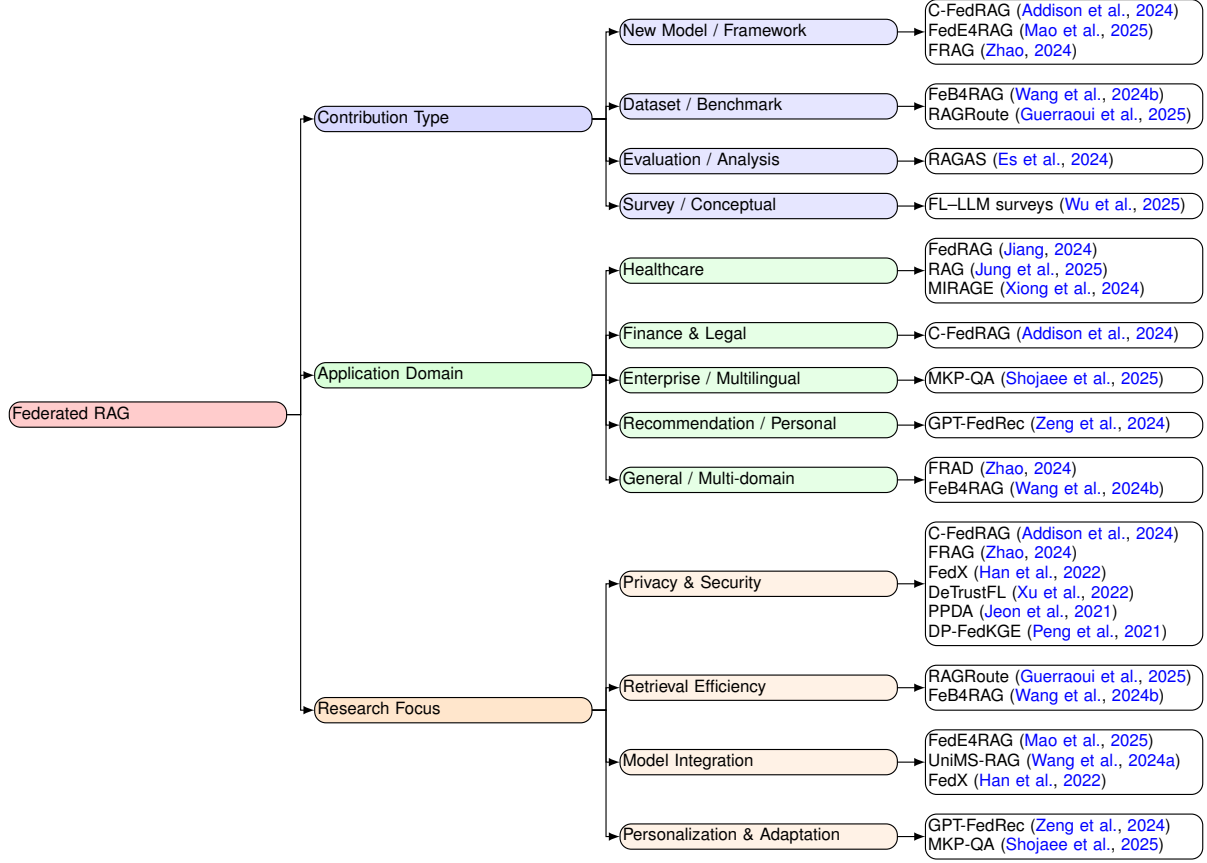 Federated RAG
Contribution Type
New Model / Framework
C-FedRAG (Addison et al., 2024)
FedE4RAG (Mao et al., 2025)
FRAG (Zhao, 2024)
Dataset / Benchmark
FeB4RAG (Wang et al., 2024b)
RAGRoute (Guerraoui et al., 2025)
Evaluation / Analysis
RAGAS (Es et al., 2024)
Survey / Conceptual
FL–LLM surveys (Wu et al., 2025)
Application Domain
Healthcare
FedRAG (Jiang, 2024)
RAG (Jung et al., 2025)
MIRAGE (Xiong et al., 2024)
Finance & Legal
C-FedRAG (Addison et al., 2024)
Enterprise / Multilingual
MKP-QA (Shojaee et al., 2025)
Recommendation / Personal
GPT-FedRec (Zeng et al., 2024)
General / Multi-domain
FRAD (Zhao, 2024)
FeB4RAG (Wang et al., 2024b)
Research Focus
Privacy & Security
C-FedRAG (Addison et al., 2024)
FRAG (Zhao, 2024)
FedX (Han et al., 2022)
DeTrustFL (Xu et al., 2022)
PPDA (Jeon et al., 2021)
DP-FedKGE (Peng et al., 2021)
Retrieval Efficiency
RAGRoute (Guerraoui et al., 2025)
FeB4RAG (Wang et al., 2024b)
Model Integration
FedE4RAG (Mao et al., 2025)
UniMS-RAG (Wang et al., 2024a)
FedX (Han et al., 2022)
Personalization & Adaptation
GPT-FedRec (Zeng et al., 2024)
MKP-QA (Shojaee et al., 2025)